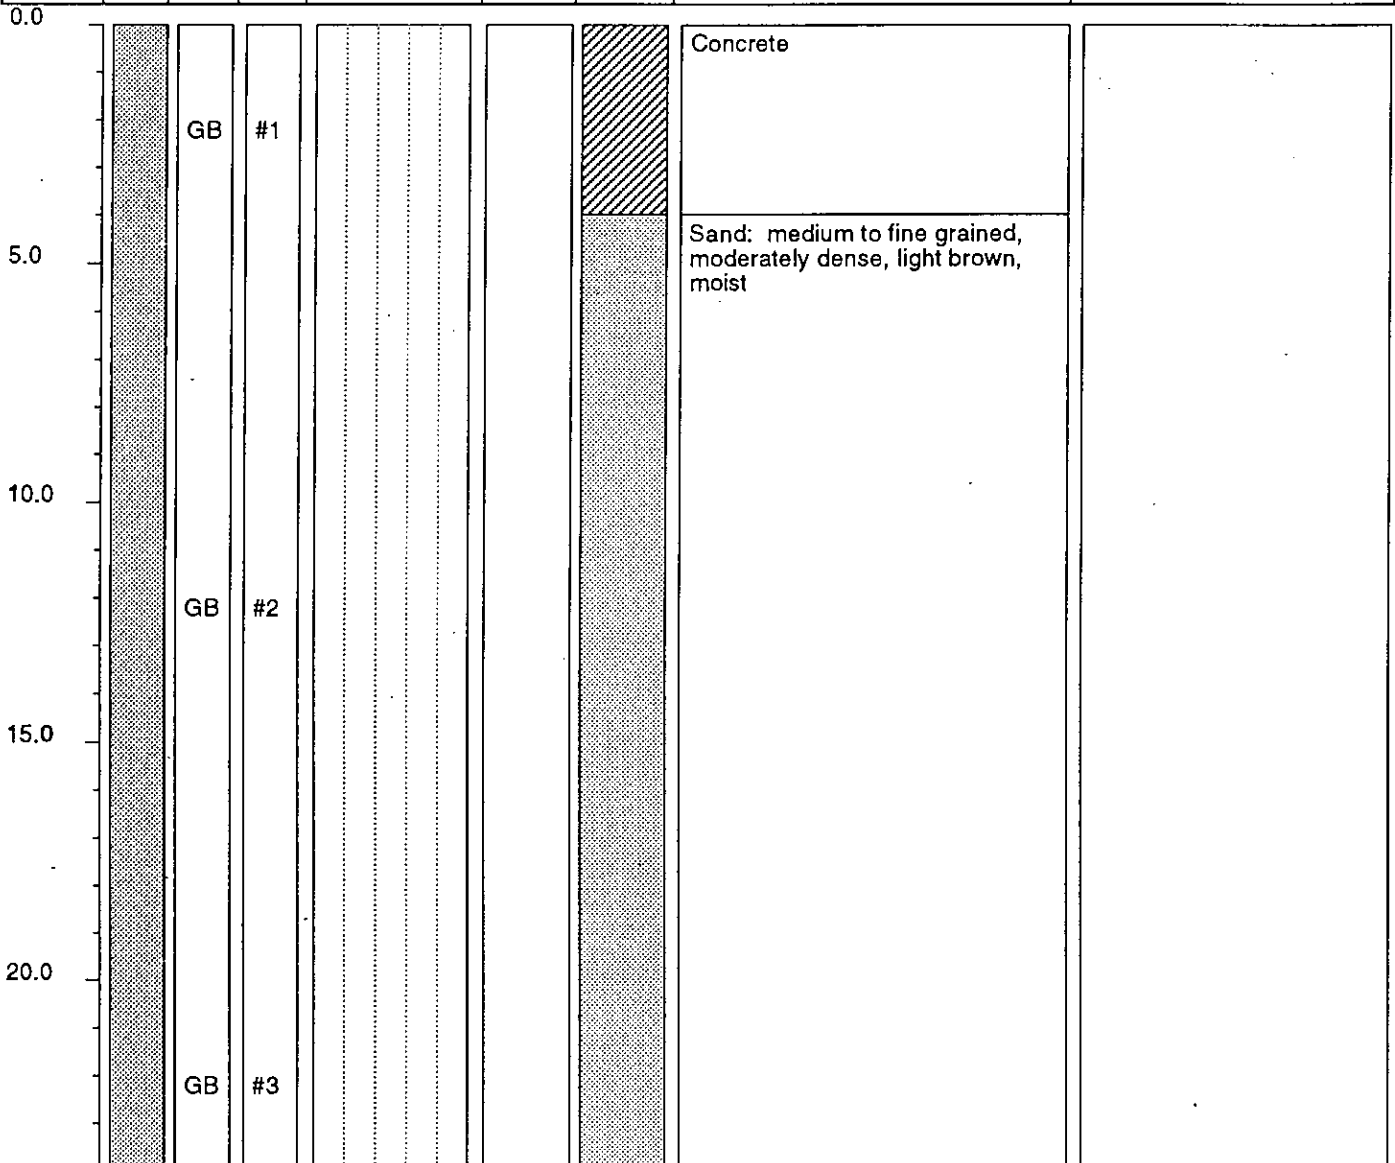 0.0
Concrete
GB #1
Sand: medium to fine grained,
5.0
moderately dense, light brown,
moist
10.0
GB #2
15.0
20.0
GB #3